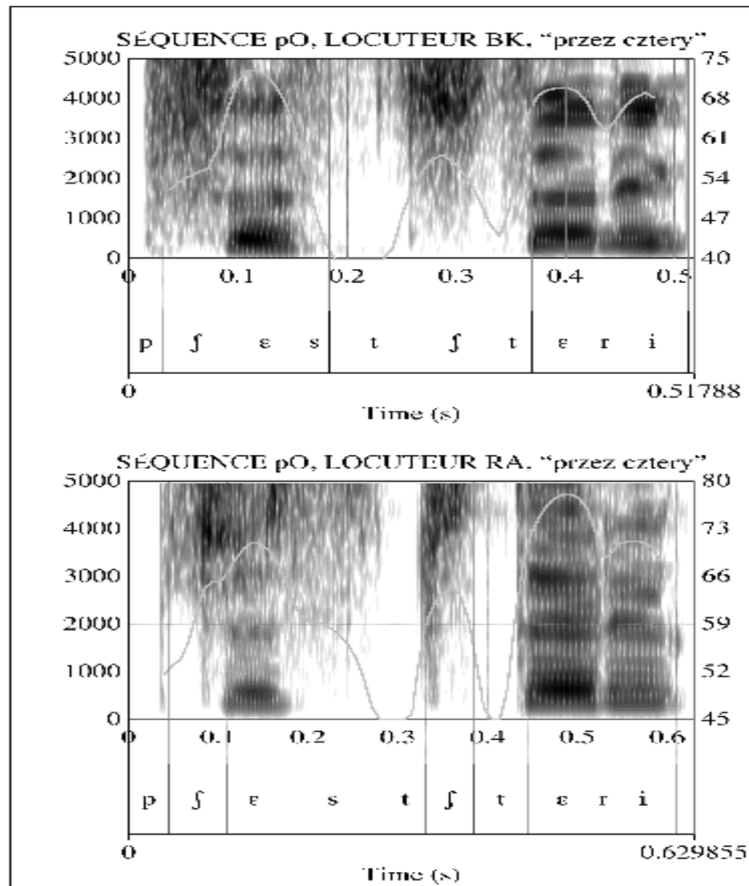 SÉQUENCE pO, LOCUTEUR BK, “przez cztery”
5000 75
4000 68
3000 61
2000 54
1000 47
0 40
0 0.1 0.2 0.3 0.4 0.5
p ʃ ɛ s t ʃ t ɛ r i
0 0.51788
Time (s)
SÉQUENCE pO, LOCUTEUR RA, “przez cztery”
5000 80
4000 73
3000 66
2000 59
1000 52
0 45
0 0.1 0.2 0.3 0.4 0.5 0.6
p ʃ ɛ s t ʃ t ɛ r i
0 0.629855
Time (s)